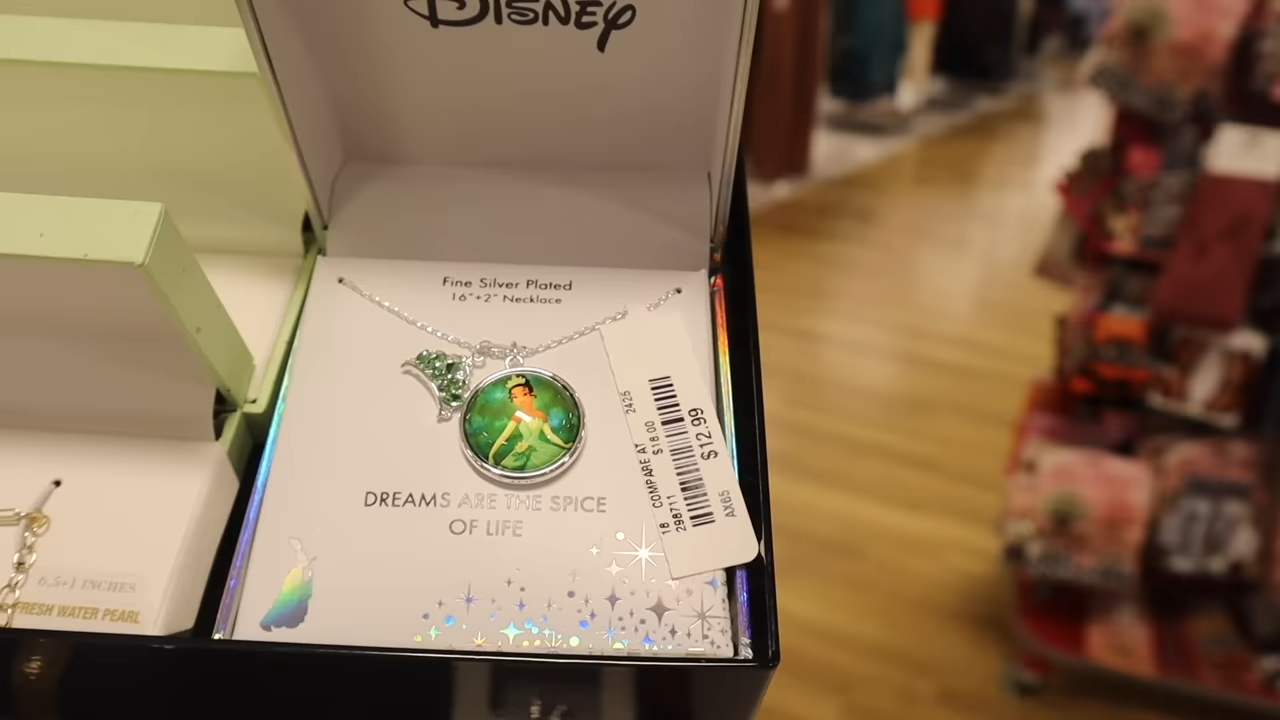 DISNEY
Fine Silver Plated
16"+2" Necklace
DREAMS ARE THE SPICE
OF LIFE
2425
18 COMPARE AT
$18.00
298711
$12.99
AX65
6,5+1 INCHES
FRESH WATER PEARL